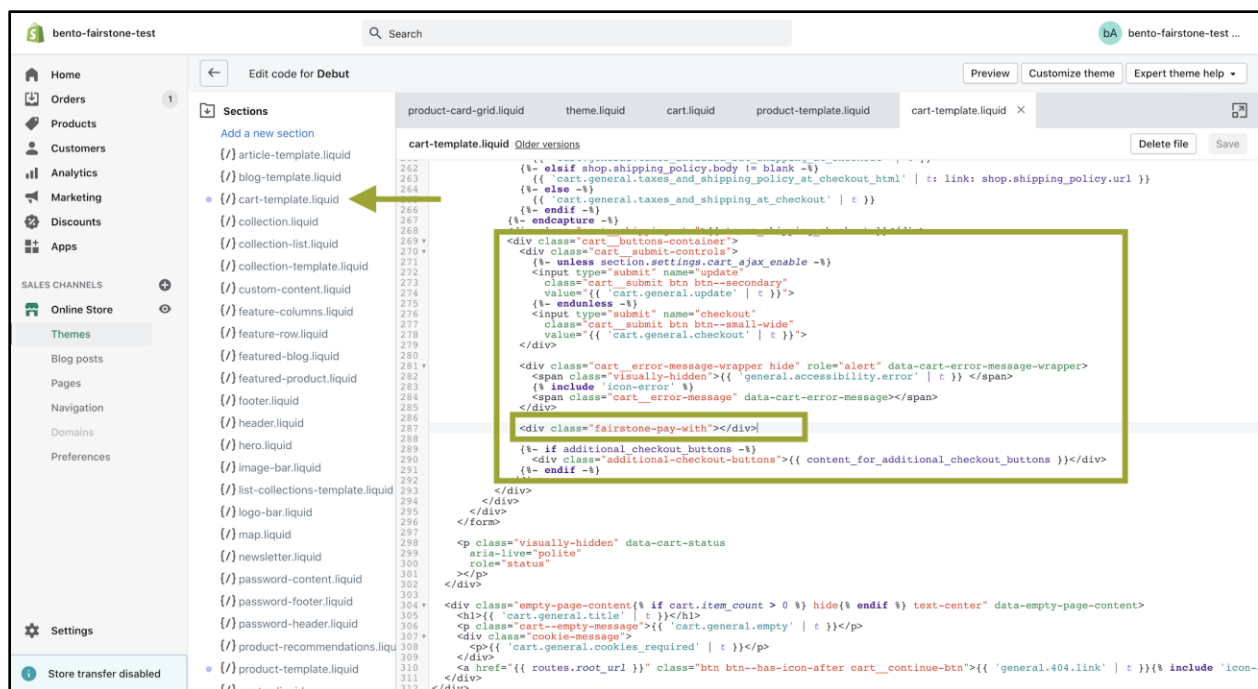 bento-fairstone-test
Search
bA
bento-fairstone-test ...
Home
Orders
1
Products
Customers
Analytics
Marketing
Discounts
Apps
SALES CHANNELS
Online Store
Themes
Blog posts
Pages
Navigation
Domains
Preferences
Settings
Store transfer disabled
Edit code for Debut
Preview
Customize theme
Expert theme help
Sections
Add a new section
{/} article-template.liquid
{/} blog-template.liquid
{/} cart-template.liquid
{/} collection.liquid
{/} collection-list.liquid
{/} collection-template.liquid
{/} custom-content.liquid
{/} feature-columns.liquid
{/} feature-row.liquid
{/} featured-blog.liquid
{/} featured-product.liquid
{/} footer.liquid
{/} header.liquid
{/} hero.liquid
{/} image-bar.liquid
{/} list-collections-template.liquid
{/} logo-bar.liquid
{/} map.liquid
{/} newsletter.liquid
{/} password-content.liquid
{/} password-footer.liquid
{/} password-header.liquid
{/} product-recommendations.liqu
{/} product-template.liquid
product-card-grid.liquid
theme.liquid
cart.liquid
product-template.liquid
cart-template.liquid
cart-template.liquid Older versions
Delete file
Save
262 {%- elsif shop.shipping_policy.body != blank -%}
263 {{ 'cart.general.taxes_and_shipping_policy_at_checkout_html' | t: link: shop.shipping_policy.url }}
264 {%- else -%}
{{ 'cart.general.taxes_and_shipping_at_checkout' | t }}
266 {%- endif -%}
267 {%- endcapture -%}
268
269 <div class="cart__buttons-container">
270 <div class="cart__submit-controls">
271 {%- unless section.settings.cart_ajax_enable -%}
272 <input type="submit" name="update"
273 class="cart__submit btn btn--secondary"
274 value="{{ 'cart.general.update' | t }}">
275 {%- endunless -%}
276 <input type="submit" name="checkout"
277 class="cart__submit btn btn--small-wide"
278 value="{{ 'cart.general.checkout' | t }}">
279 </div>
280
281 <div class="cart__error-message-wrapper hide" role="alert" data-cart-error-message-wrapper>
282 <span class="visually-hidden">{{ 'general.accessibility.error' | t }} </span>
283 {% include 'icon-error' %}
284 <span class="cart__error-message" data-cart-error-message></span>
285 </div>
286
287 <div class="fairstone-pay-with"></div>
288
289 {%- if additional_checkout_buttons -%}
290 <div class="additional-checkout-buttons">{{ content_for_additional_checkout_buttons }}</div>
291 {%- endif -%}
292
293 </div>
294 </div>
295 </div>
296 </form>
297
298 <p class="visually-hidden" data-cart-status
299 aria-live="polite"
300 role="status"
301 ></p>
302 </div>
303
304 <div class="empty-page-content{% if cart.item_count > 0 %} hide{% endif %} text-center" data-empty-page-content>
305 <h1>{{ 'cart.general.title' | t }}</h1>
306 <p class="cart--empty-message">{{ 'cart.general.empty' | t }}</p>
307 <div class="cookie-message">
308 <p>{{ 'cart.general.cookies_required' | t }}</p>
309 </div>
310 <a href="{{ routes.root_url }}" class="btn btn--has-icon-after cart__continue-btn">{{ 'general.404.link' | t }}{% include 'icon-
311 </div>
312 </div>